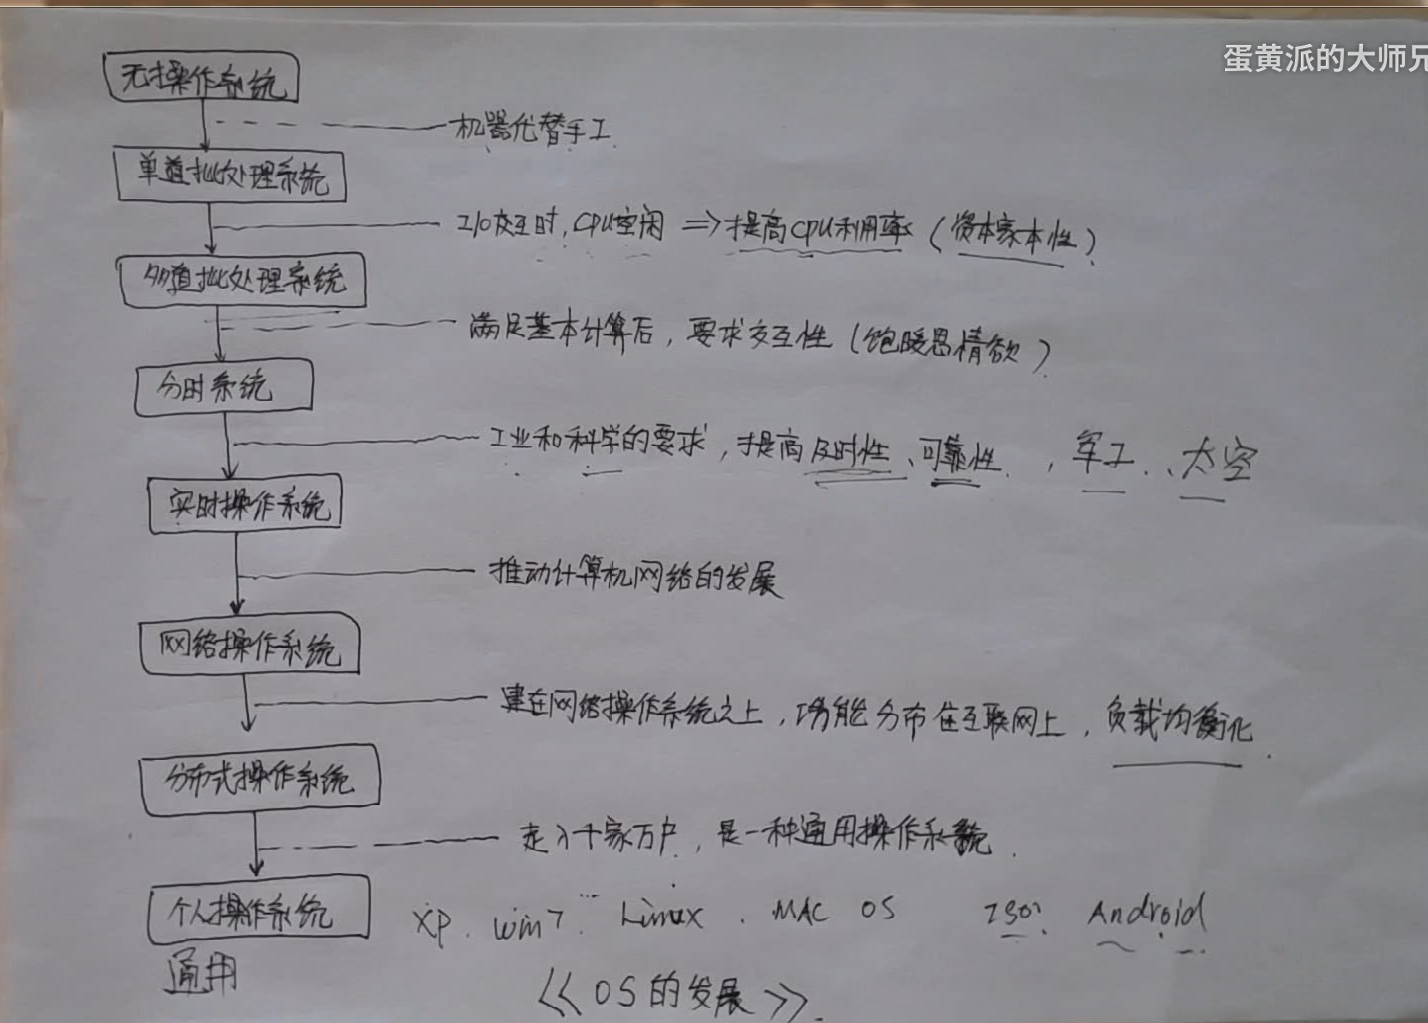 蛋黄派的大师兄
无操作系统
机器代替手工
单道批处理系统
I/O交互时,CPU空闲 => 提高CPU利用率(资本家本性)
多道批处理系统
满足基本计算后,要求交互性(饱暖思情欲)
分时系统
工业和科学的要求,提高及时性、可靠性,军工、太空
实时操作系统
推动计算机网络的发展
网络操作系统
建在网络操作系统之上,功能分布在互联网上,负载均衡化
分布式操作系统
走入千家万户,是一种通用操作系统.
个人操作系统
XP. win7. Linux. MAC OS Android
通用
<<OS的发展>>.